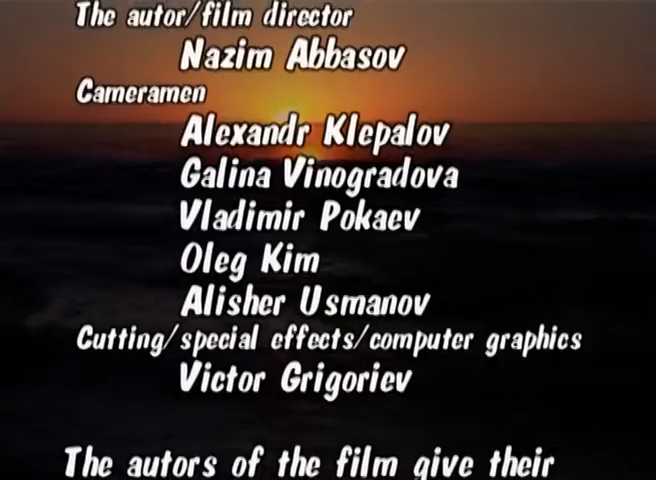 The autor/film director
Nazim Abbasov
Cameramen
Alexandr Klepalov
Galina Vinogradova
Vladimir Pokaev
Oleg Kim
Alisher Usmanov
Cutting/special effects/computer graphics
Victor Grigoriev
The autors of the film give their